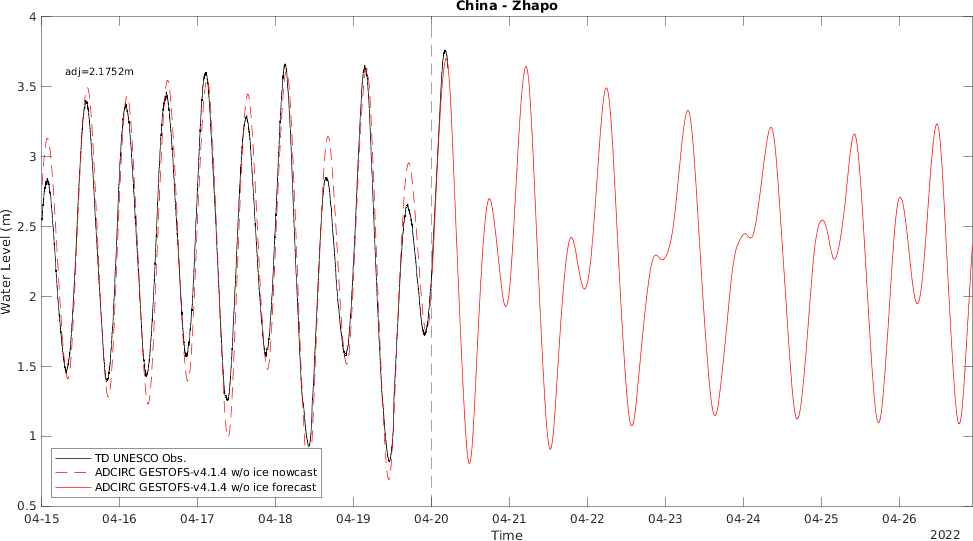 China - Zhapo
adj=2.1752m
4
3.5
3
2.5
2
1.5
1
0.5
Water Level (m)
TD UNESCO Obs.
ADCIRC GESTOFS-v4.1.4 w/o ice nowcast
ADCIRC GESTOFS-v4.1.4 w/o ice forecast
04-15 04-16 04-17 04-18 04-19 04-20 04-21 04-22 04-23 04-24 04-25 04-26
Time
2022